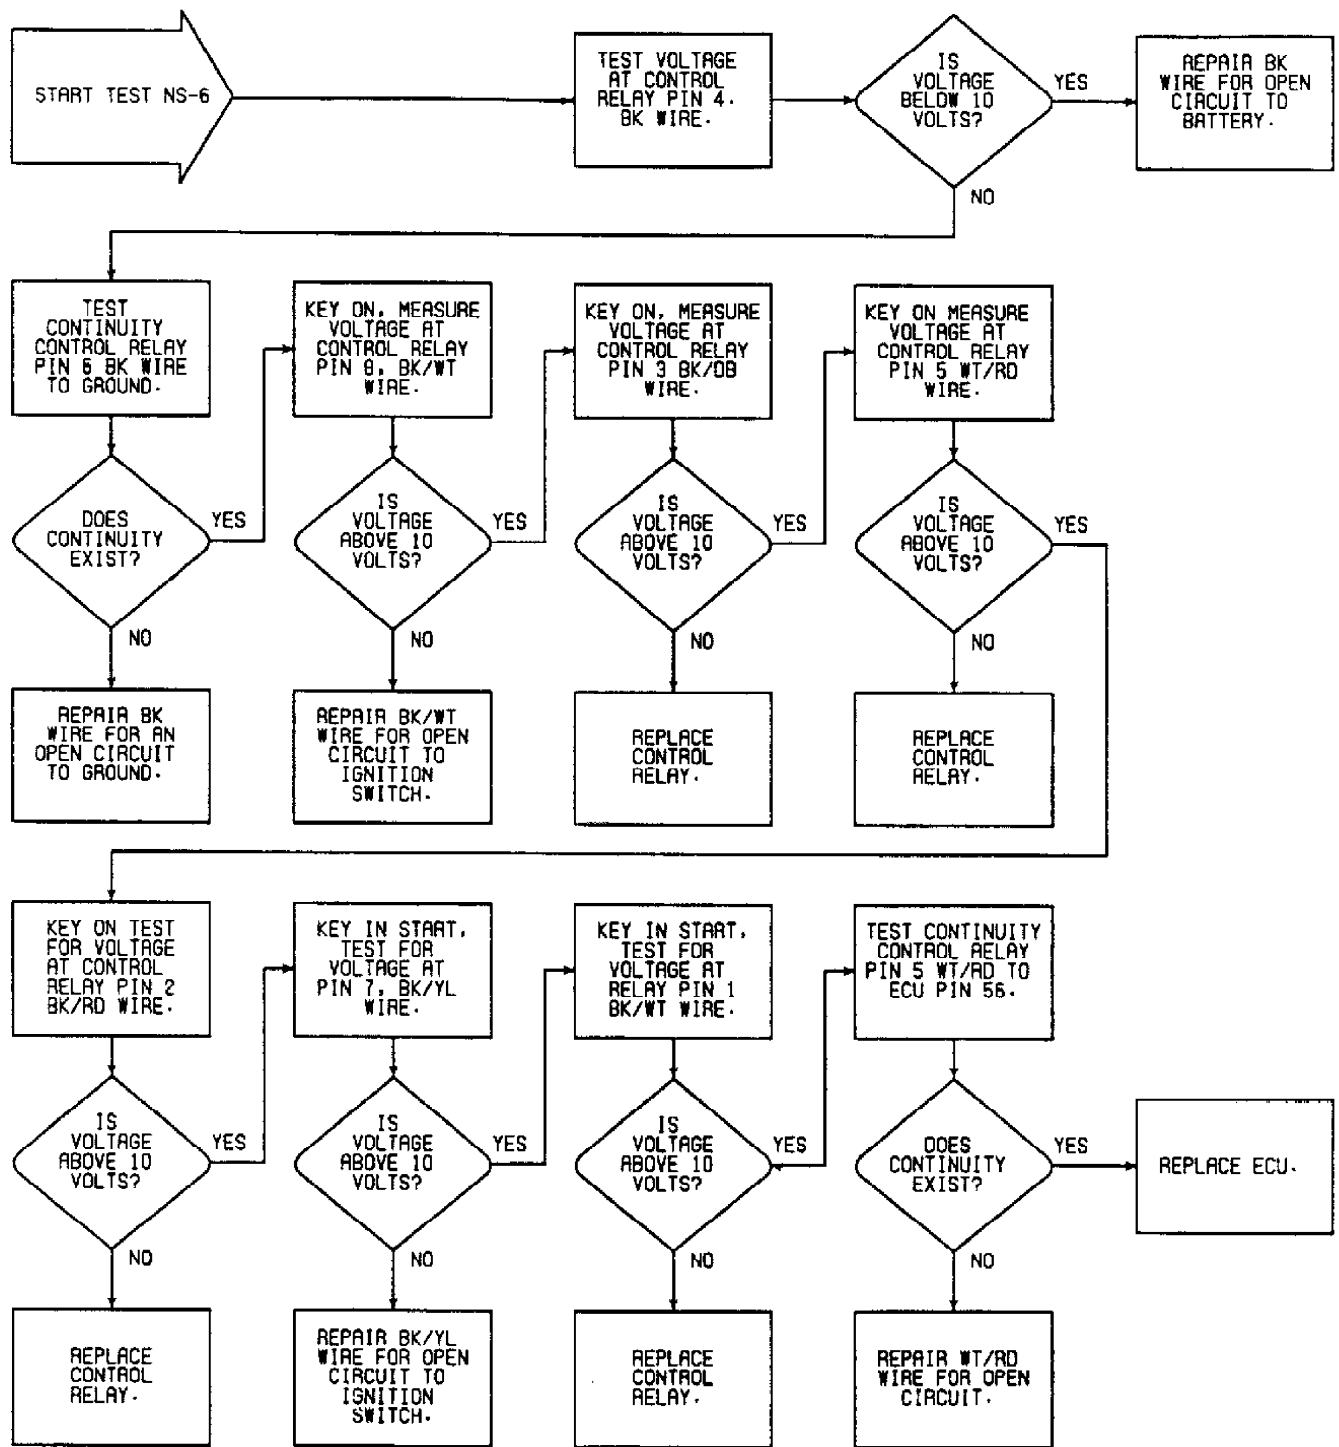 START TEST NS-6
TEST VOLTAGE
AT CONTROL
RELAY PIN 4.
BK WIRE.
IS
VOLTAGE
BELOW 10
VOLTS?
YES
REPAIR BK
WIRE FOR OPEN
CIRCUIT TO
BATTERY.
NO
TEST
CONTINUITY
CONTROL RELAY
PIN 6 BK WIRE
TO GROUND.
KEY ON, MEASURE
VOLTAGE AT
CONTROL RELAY
PIN 8, BK/WT
WIRE.
KEY ON, MEASURE
VOLTAGE AT
CONTROL RELAY
PIN 3 BK/DB
WIRE.
KEY ON MEASURE
VOLTAGE AT
CONTROL RELAY
PIN 5 WT/RD
WIRE.
DOES
CONTINUITY
EXIST?
YES
IS
VOLTAGE
ABOVE 10
VOLTS?
YES
IS
VOLTAGE
ABOVE 10
VOLTS?
YES
IS
VOLTAGE
ABOVE 10
VOLTS?
YES
NO
NO
NO
NO
REPAIR BK
WIRE FOR AN
OPEN CIRCUIT
TO GROUND.
REPAIR BK/WT
WIRE FOR OPEN
CIRCUIT TO
IGNITION
SWITCH.
REPLACE
CONTROL
RELAY.
REPLACE
CONTROL
RELAY.
KEY ON TEST
FOR VOLTAGE
AT CONTROL
RELAY PIN 2
BK/RD WIRE.
KEY IN START,
TEST FOR
VOLTAGE AT
PIN 7, BK/YL
WIRE.
KEY IN START,
TEST FOR
VOLTAGE AT
RELAY PIN 1
BK/WT WIRE.
TEST CONTINUITY
CONTROL RELAY
PIN 5 WT/RD TO
ECU PIN 56.
IS
VOLTAGE
ABOVE 10
VOLTS?
YES
IS
VOLTAGE
ABOVE 10
VOLTS?
YES
IS
VOLTAGE
ABOVE 10
VOLTS?
YES
DOES
CONTINUITY
EXIST?
YES
REPLACE ECU.
NO
NO
NO
NO
REPLACE
CONTROL
RELAY.
REPAIR BK/YL
WIRE FOR OPEN
CIRCUIT TO
IGNITION
SWITCH.
REPLACE
CONTROL
RELAY.
REPAIR WT/RD
WIRE FOR OPEN
CIRCUIT.